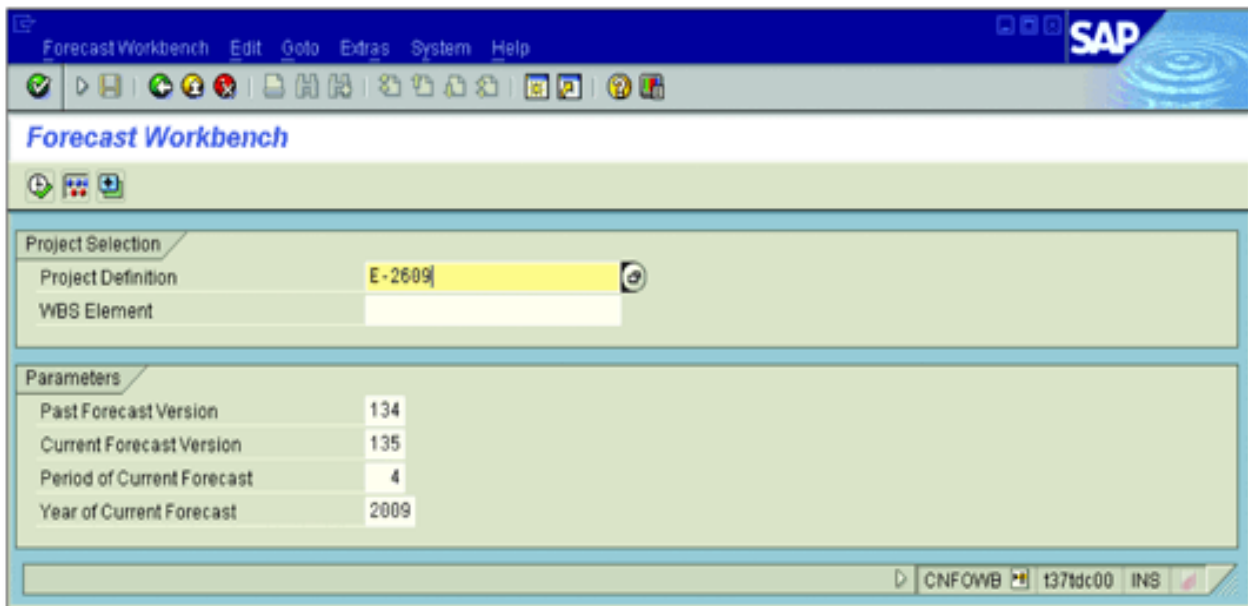 Forecast Workbench Edit Goto Extras System Help
SAP
Forecast Workbench
Project Selection
Project Definition E-2609
WBS Element
Parameters
Past Forecast Version 134
Current Forecast Version 135
Period of Current Forecast 4
Year of Current Forecast 2009
CNFOWB t37tdc00 INS